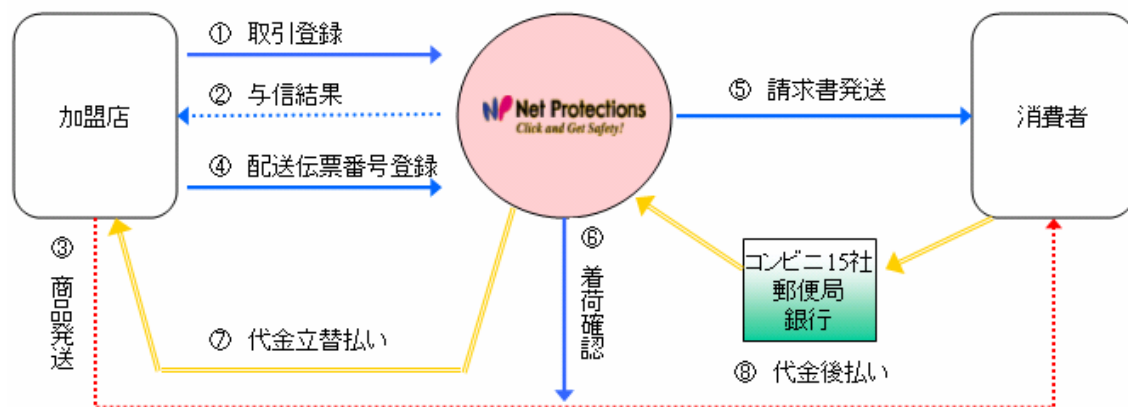 ① 取引登録
② 与信結果
加盟店
④ 配送伝票番号登録
NP Net Protections
Click and Get Safety!
⑤ 請求書発送
消費者
③ 商品発送
⑥ 着荷確認
コンビニ15社
郵便局
銀行
⑦ 代金立替払い
⑧ 代金後払い